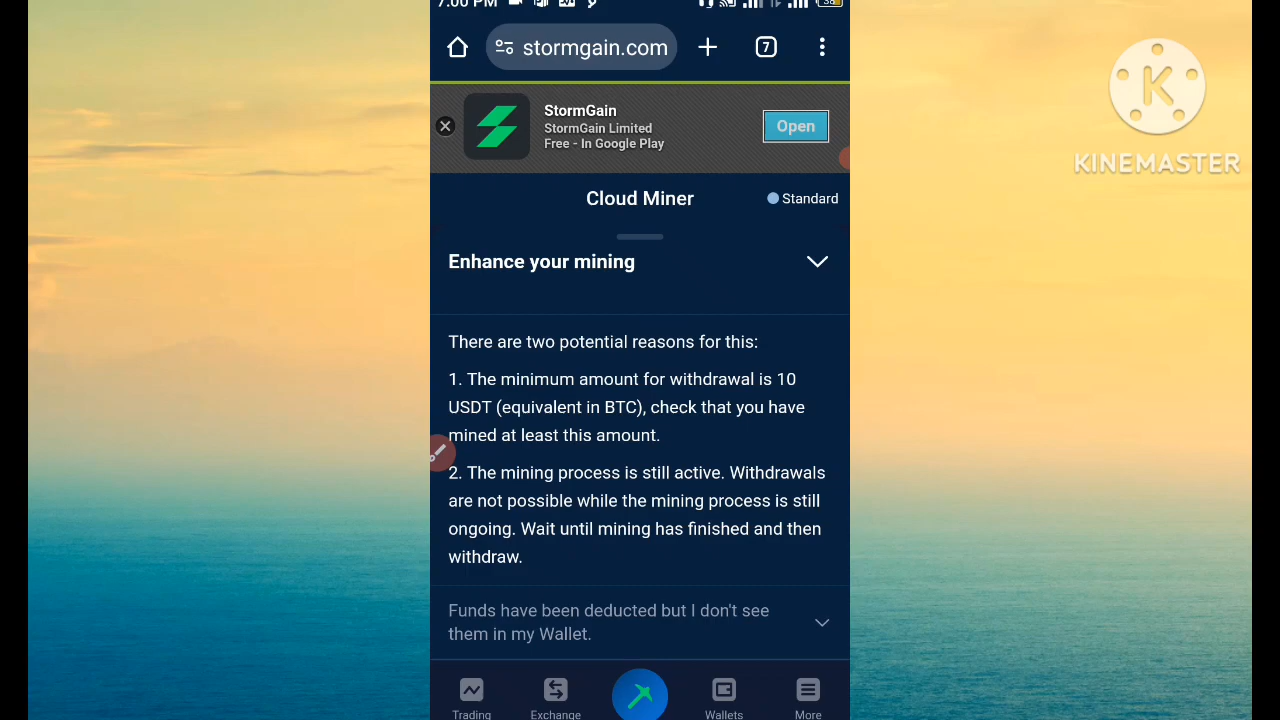 7:00 PM
stormgain.com
7
StormGain
StormGain Limited
Free - In Google Play
Open
K
KINEMASTER
Cloud Miner
Standard
Enhance your mining
There are two potential reasons for this:
1. The minimum amount for withdrawal is 10
USDT (equivalent in BTC), check that you have
mined at least this amount.
2. The mining process is still active. Withdrawals
are not possible while the mining process is still
ongoing. Wait until mining has finished and then
withdraw.
Funds have been deducted but I don't see
them in my Wallet.
Trading
Exchange
Wallets
More